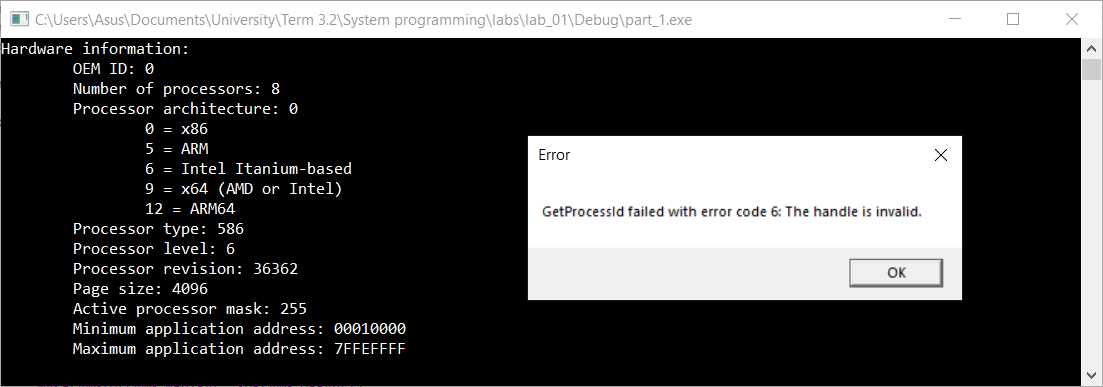 C:\Users\Asus\Documents\University\Term 3.2\System programming\labs\lab_01\Debug\part_1.exe
Hardware information:
OEM ID: 0
Number of processors: 8
Processor architecture: 0
0 = x86
5 = ARM
6 = Intel Itanium-based
9 = x64 (AMD or Intel)
12 = ARM64
Processor type: 586
Processor level: 6
Processor revision: 36362
Page size: 4096
Active processor mask: 255
Minimum application address: 00010000
Maximum application address: 7FFEFFFF
Error
GetProcessId failed with error code 6: The handle is invalid.
OK